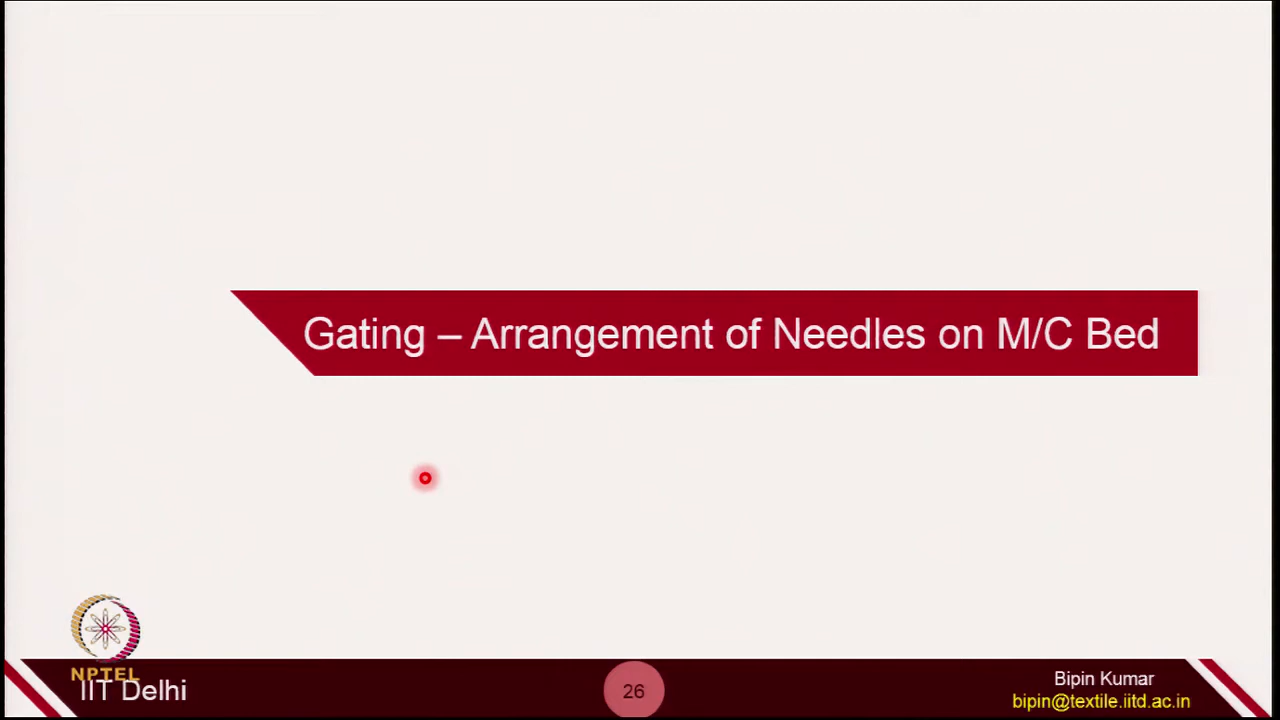 Gating – Arrangement of Needles on M/C Bed
NPTEL
IIT Delhi
26
Bipin Kumar
bipin@textile.iitd.ac.in